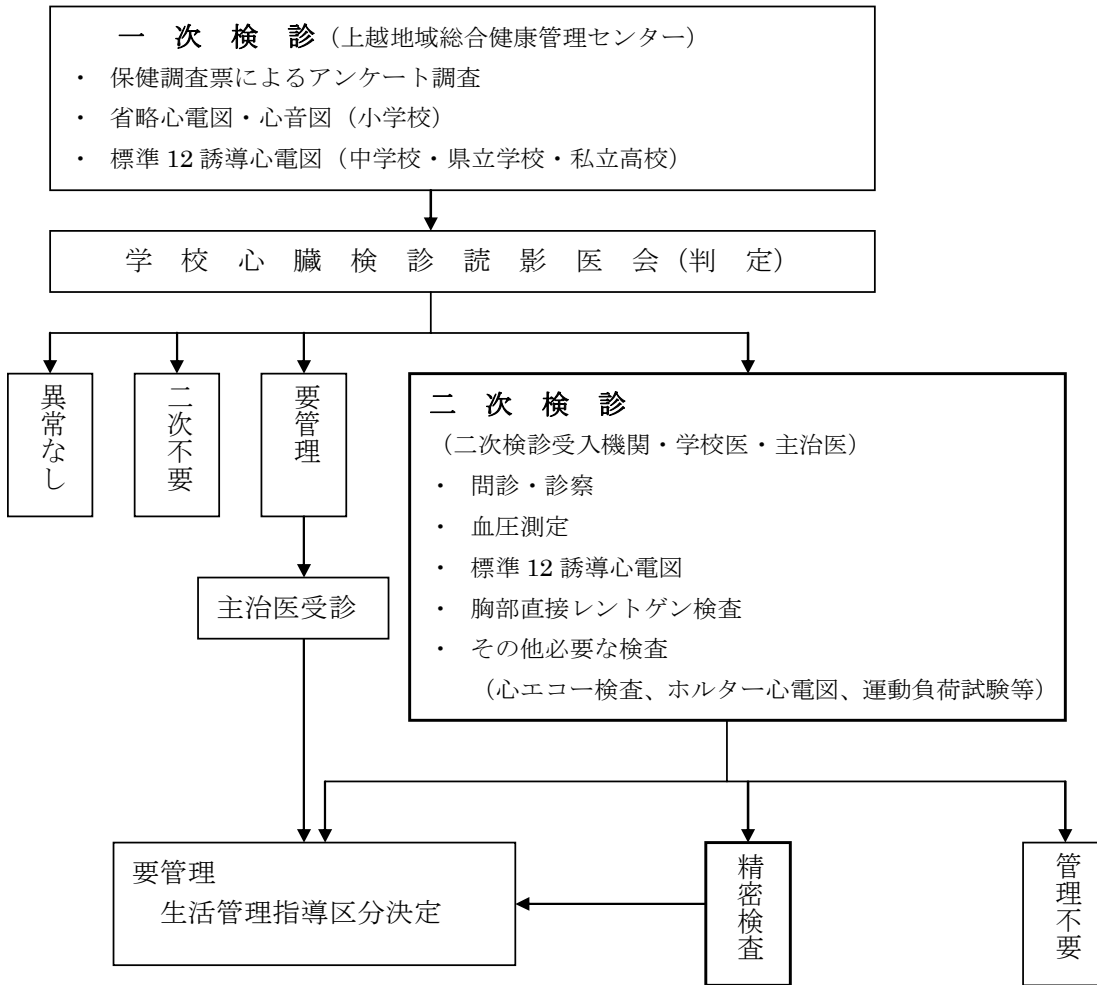 一 次 検 診（上越地域総合健康管理センター）
・ 保健調査票によるアンケート調査
・ 省略心電図・心音図（小学校）
・ 標準 12 誘導心電図（中学校・県立学校・私立高校）
学 校 心 臓 検 診 読 影 医 会（判 定）
異常なし
二次不要
要管理
二 次 検 診
（二次検診受入機関・学校医・主治医）
・ 問診・診察
・ 血圧測定
・ 標準 12 誘導心電図
・ 胸部直接レントゲン検査
・ その他必要な検査
（心エコー検査、ホルター心電図、運動負荷試験等）
主治医受診
要管理
生活管理指導区分決定
精密検査
管理不要